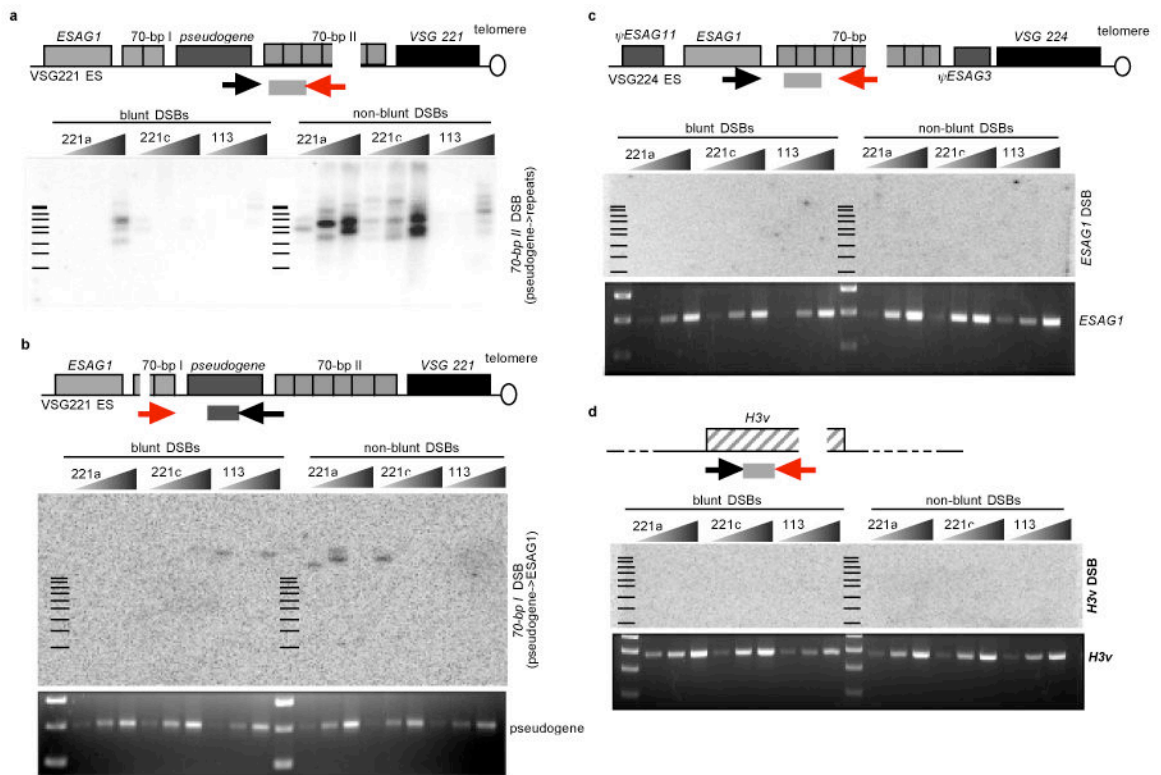 a
ESAG1 70-bp I pseudogene 70-bp II VSG 221 telomere
VSG221 ES
blunt DSBs non-blunt DSBs
221a 221c 113 221a 221c 113
70-bp II DSB
(pseudogene->repeats)
b
ESAG1 70-bp I pseudogene 70-bp II VSG 221 telomere
VSG221 ES
blunt DSBs non-blunt DSBs
221a 221c 113 221a 221c 113
70-bp I DSB
(pseudogene->ESAG1)
pseudogene
c
ψESAG11 ESAG1 70-bp VSG 224 telomere
VSG224 ES ψESAG3
blunt DSBs non-blunt DSBs
221a 221c 113 221a 221c 113
ESAG1 DSB
ESAG1
d
H3v
blunt DSBs non-blunt DSBs
221a 221c 113 221a 221c 113
H3v DSB
H3v